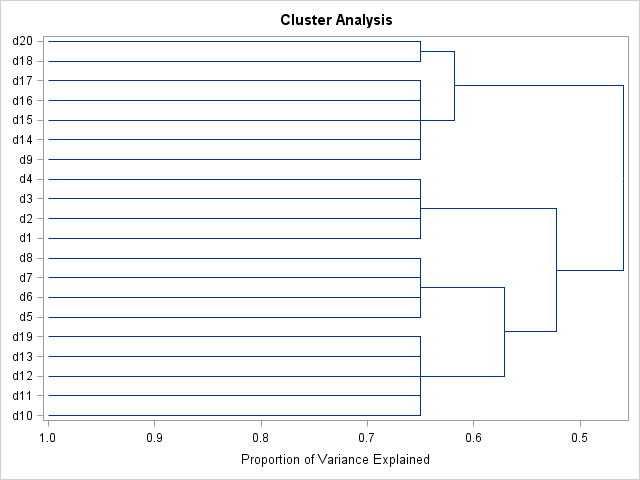 Cluster Analysis
d20
d18
d17
d16
d15
d14
d9
d4
d3
d2
d1
d8
d7
d6
d5
d19
d13
d12
d11
d10
1.0 0.9 0.8 0.7 0.6 0.5
Proportion of Variance Explained